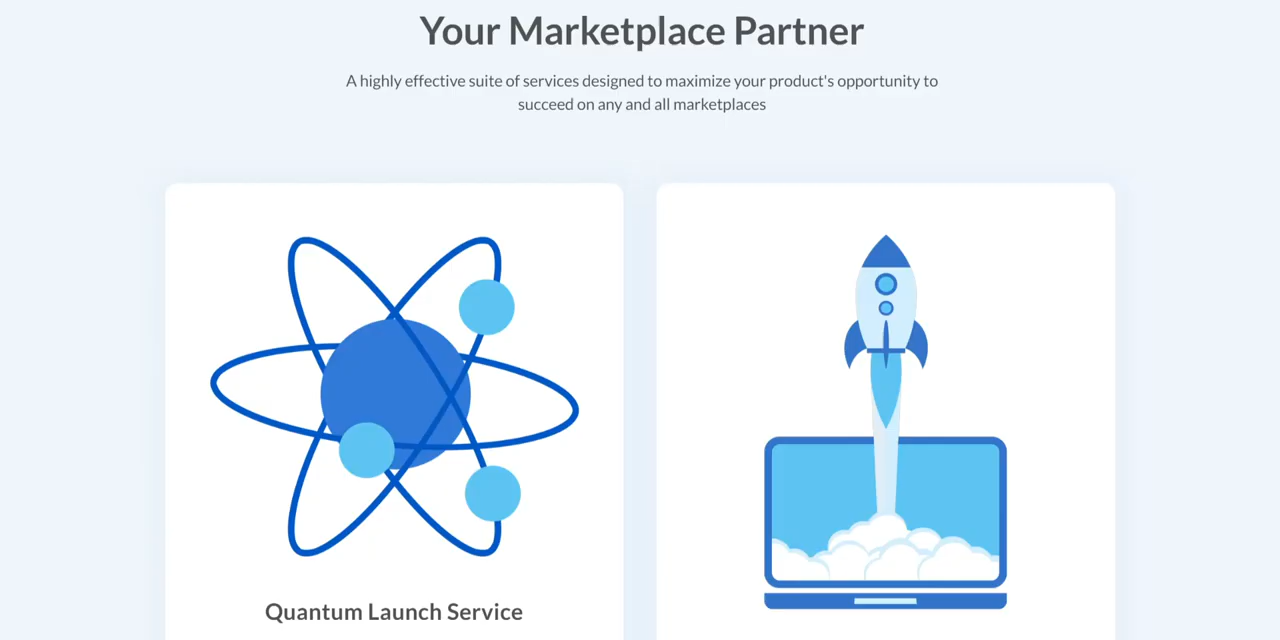 Your Marketplace Partner
A highly effective suite of services designed to maximize your product's opportunity to
succeed on any and all marketplaces
Quantum Launch Service